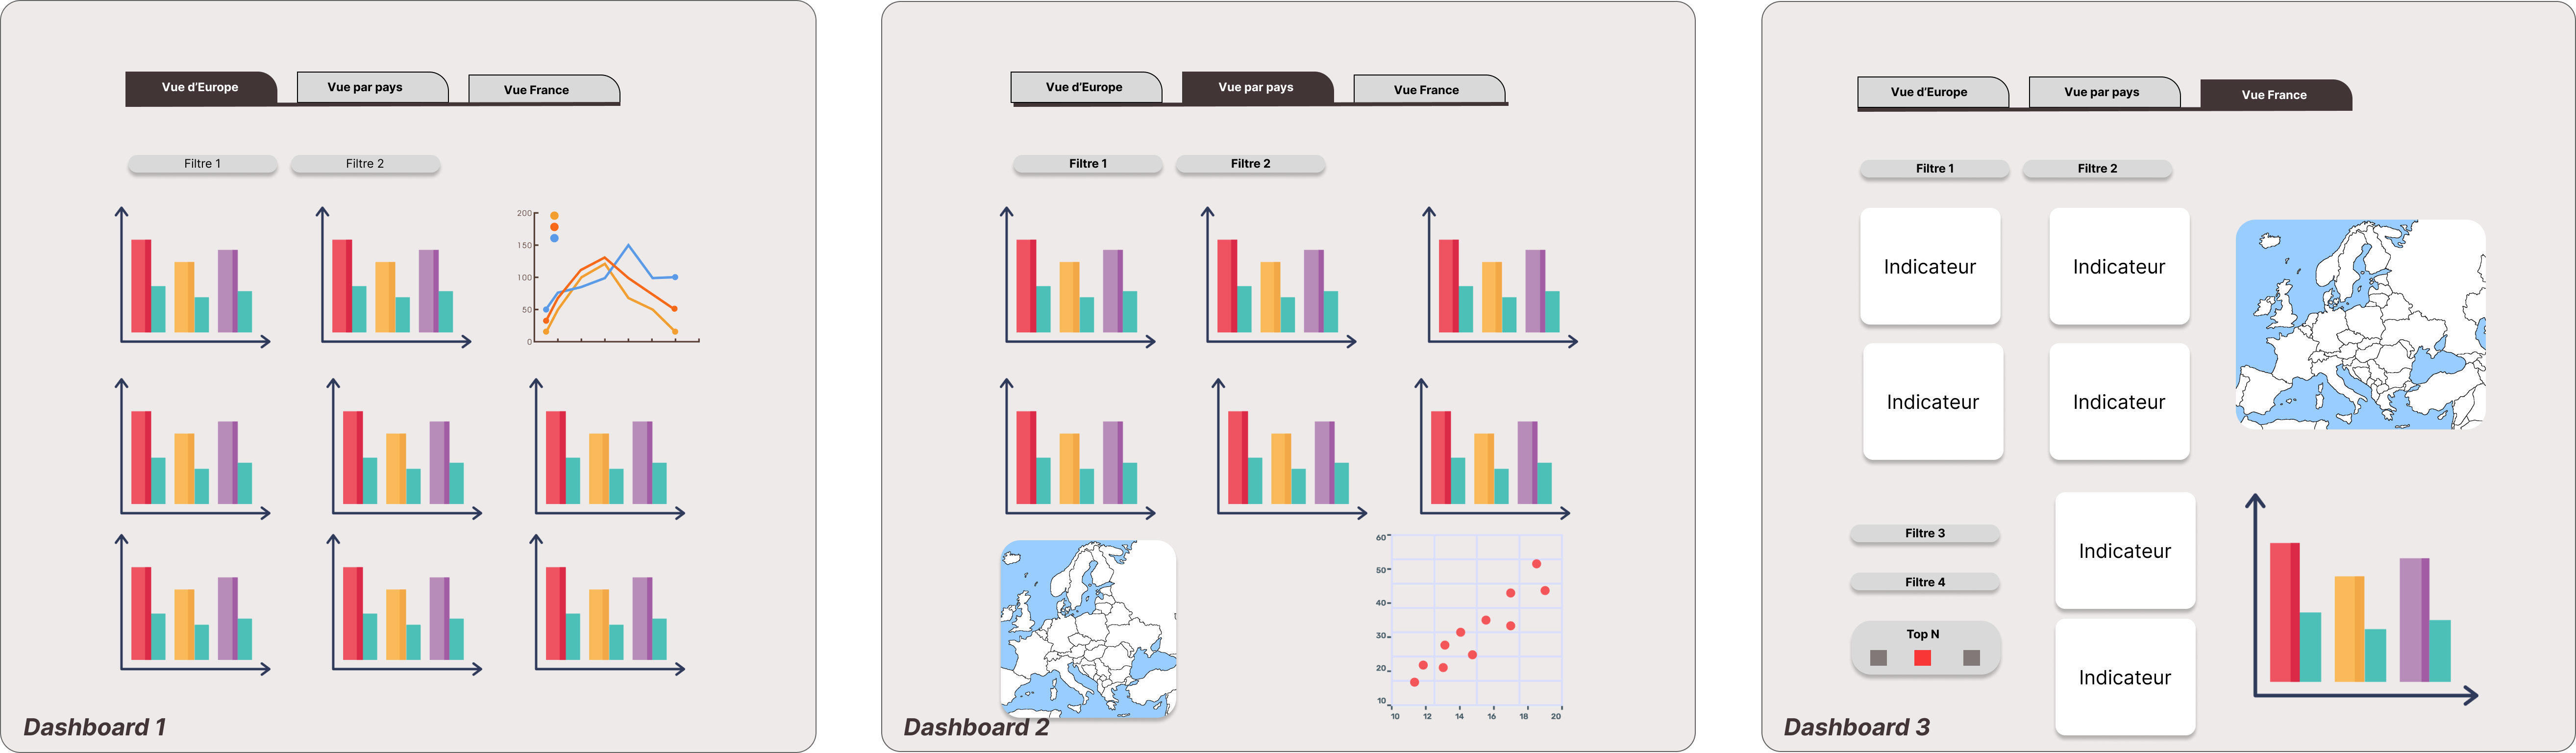 Vue d'Europe
Vue par pays
Vue France
Filtre 1
Filtre 2
200
150
100
50
0
Dashboard 1
Vue d'Europe
Vue par pays
Vue France
Filtre 1
Filtre 2
60
50
40
30
20
10
10 12 14 16 18 20
Dashboard 2
Vue d'Europe
Vue par pays
Vue France
Filtre 1
Filtre 2
Indicateur
Indicateur
Indicateur
Indicateur
Filtre 3
Filtre 4
Top N
Indicateur
Indicateur
Dashboard 3